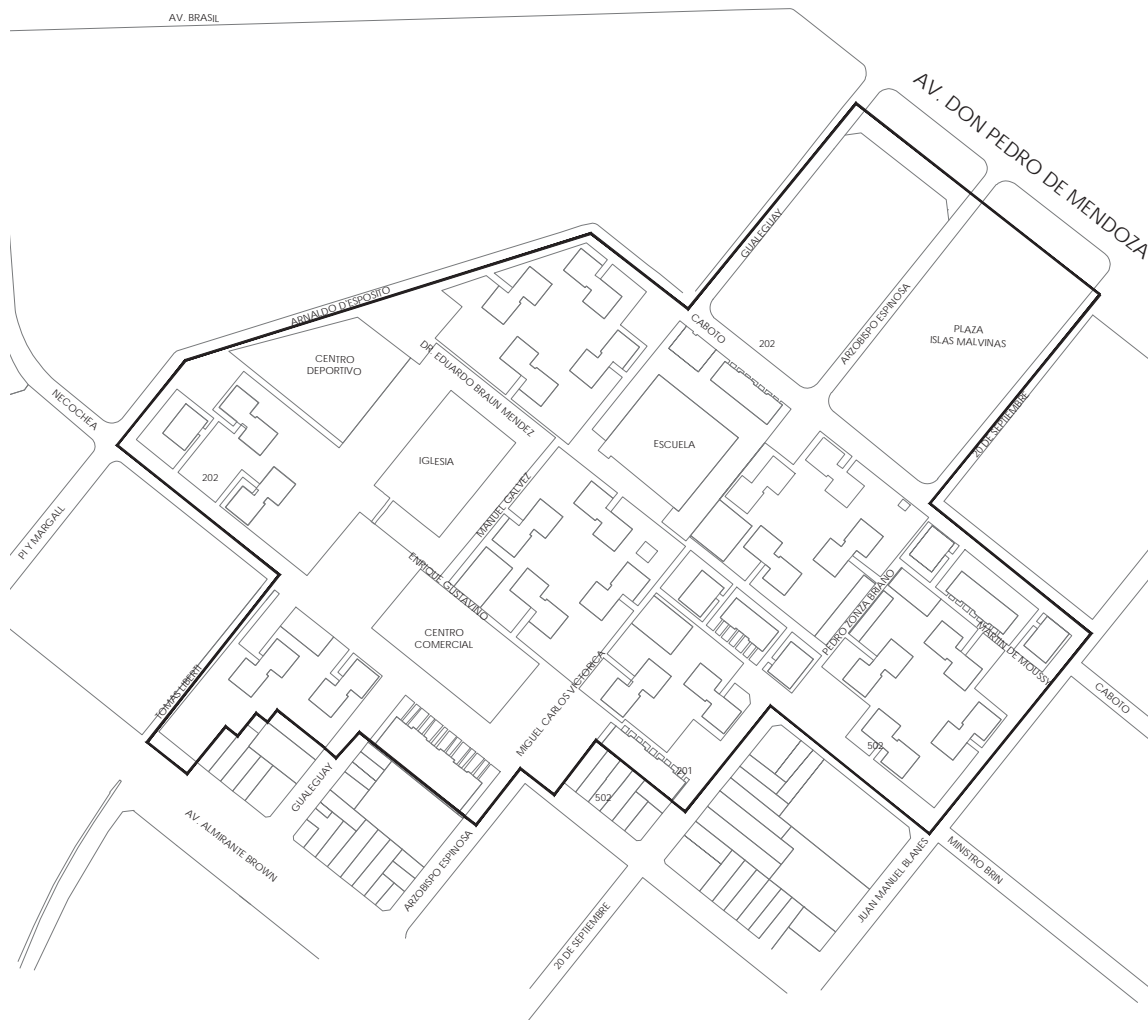 AV. BRASIL
AV. DON PEDRO DE MENDOZA
GUALEGUAY
ARNALDO D'ESPOSITO
ARZOBISPO ESPINOSA
CABOTO
202
PLAZA
ISLAS MALVINAS
CENTRO
DEPORTIVO
DR. EDUARDO BRAUN MENDEZ
NECOCHEA
20 DE SEPTIEMBRE
ESCUELA
IGLESIA
202
MANUEL GALVEZ
PI Y MARGALL
ENRIQUE GUSTAVINO
PEDRO ZONZA BRIANO
CENTRO
COMERCIAL
MARTIN DE MOUSSY
TOMAS LIBERTI
MIGUEL CARLOS VICTORICA
CABOTO
502
201
GUALEGUAY
502
AV. ALMIRANTE BROWN
ARZOBISPO ESPINOSA
JUAN MANUEL BLANES
MINISTRO BRIN
20 DE SEPTIEMBRE